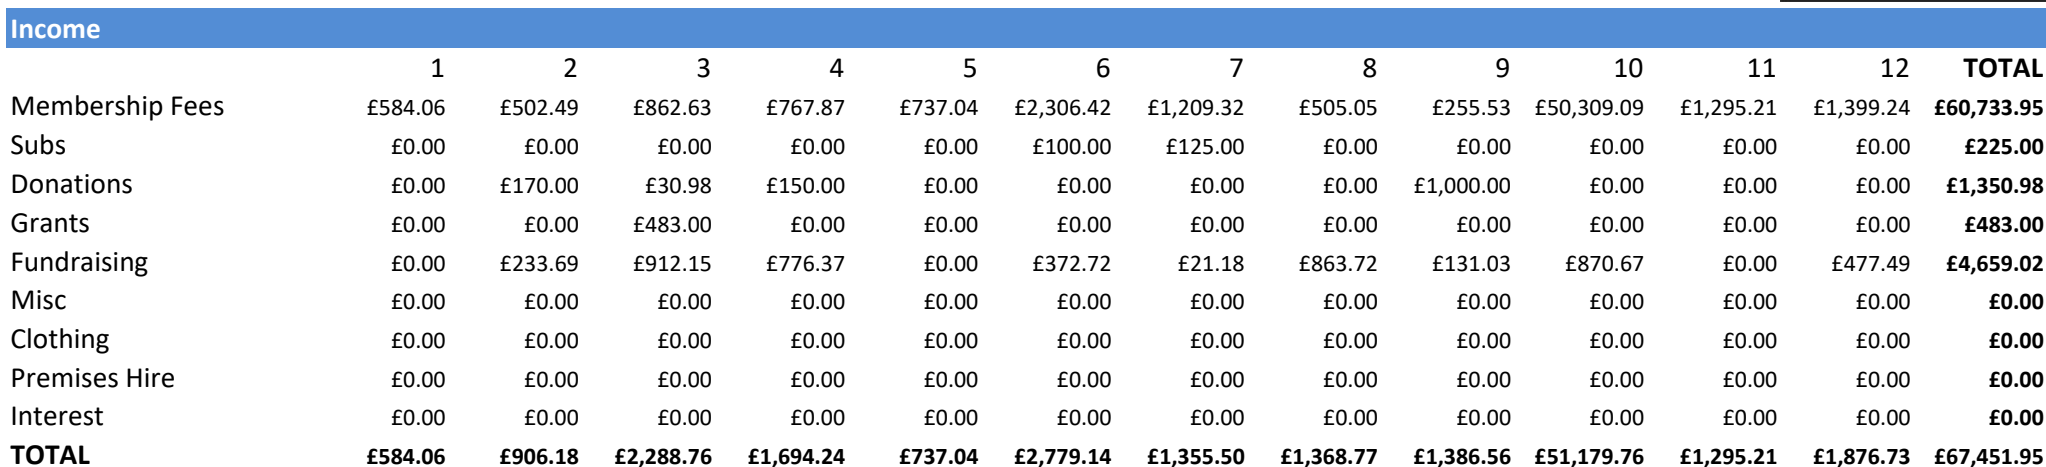 Income
1 2 3 4 5 6 7 8 9 10 11 12 TOTAL
Membership Fees £584.06 £502.49 £862.63 £767.87 £737.04 £2,306.42 £1,209.32 £505.05 £255.53 £50,309.09 £1,295.21 £1,399.24 £60,733.95
Subs £0.00 £0.00 £0.00 £0.00 £0.00 £100.00 £125.00 £0.00 £0.00 £0.00 £0.00 £0.00 £225.00
Donations £0.00 £170.00 £30.98 £150.00 £0.00 £0.00 £0.00 £0.00 £1,000.00 £0.00 £0.00 £0.00 £1,350.98
Grants £0.00 £0.00 £483.00 £0.00 £0.00 £0.00 £0.00 £0.00 £0.00 £0.00 £0.00 £0.00 £483.00
Fundraising £0.00 £233.69 £912.15 £776.37 £0.00 £372.72 £21.18 £863.72 £131.03 £870.67 £0.00 £477.49 £4,659.02
Misc £0.00 £0.00 £0.00 £0.00 £0.00 £0.00 £0.00 £0.00 £0.00 £0.00 £0.00 £0.00 £0.00
Clothing £0.00 £0.00 £0.00 £0.00 £0.00 £0.00 £0.00 £0.00 £0.00 £0.00 £0.00 £0.00 £0.00
Premises Hire £0.00 £0.00 £0.00 £0.00 £0.00 £0.00 £0.00 £0.00 £0.00 £0.00 £0.00 £0.00 £0.00
Interest £0.00 £0.00 £0.00 £0.00 £0.00 £0.00 £0.00 £0.00 £0.00 £0.00 £0.00 £0.00 £0.00
TOTAL £584.06 £906.18 £2,288.76 £1,694.24 £737.04 £2,779.14 £1,355.50 £1,368.77 £1,386.56 £51,179.76 £1,295.21 £1,876.73 £67,451.95